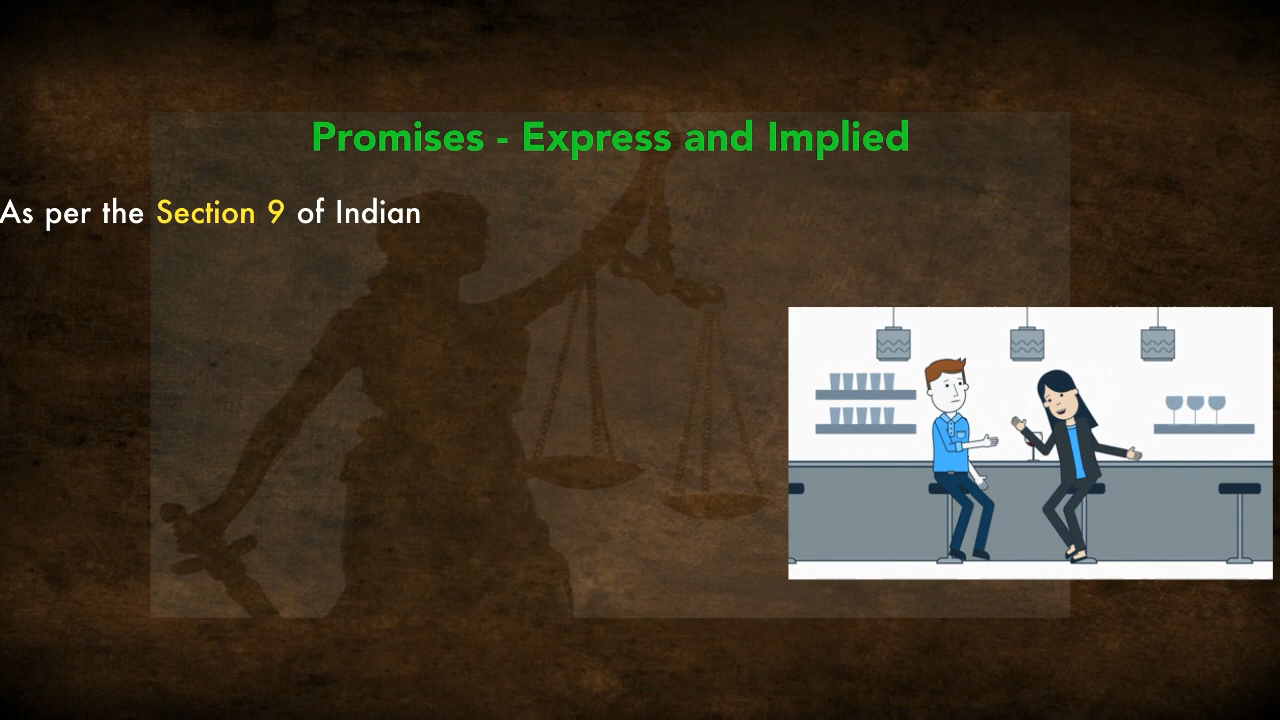 Promises - Express and Implied
As per the Section 9 of Indian